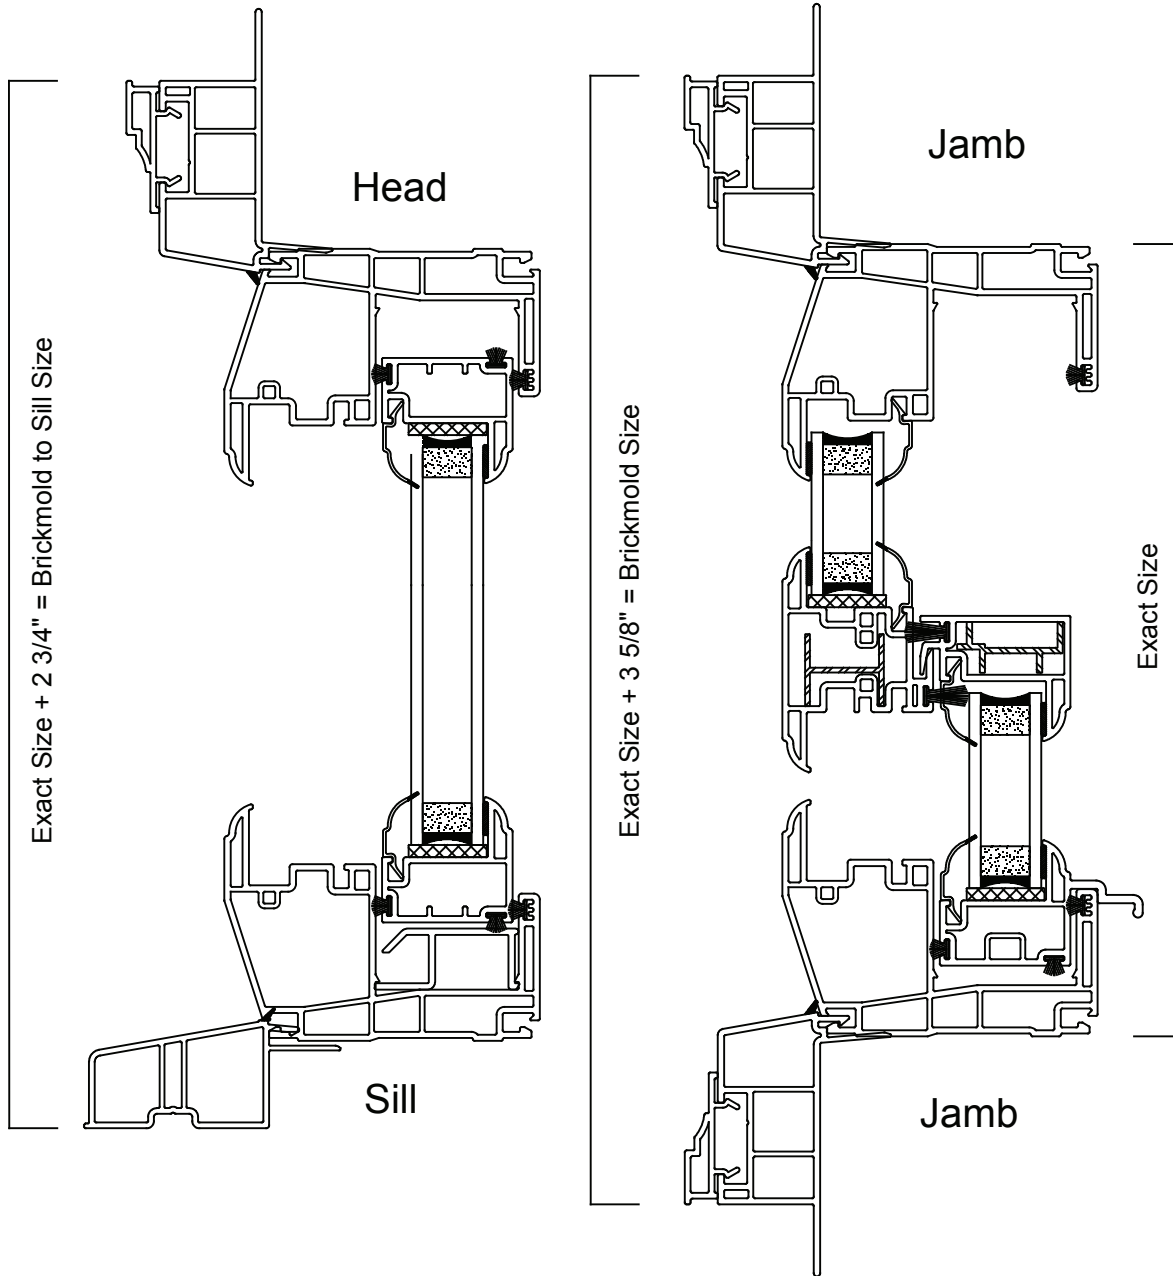 Head
Exact Size + 2 3/4" = Brickmold to Sill Size
Sill
Jamb
Exact Size + 3 5/8" = Brickmold Size
Exact Size
Jamb